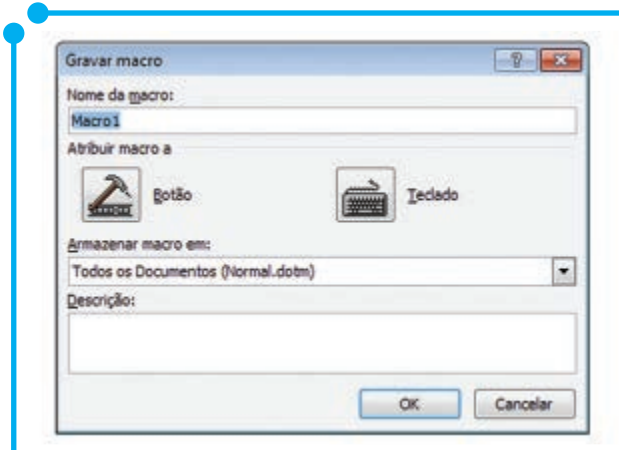 Gravar macro
Nome da macro:
Macro1
Atribuir macro a
Botão
Teclado
Armazenar macro em:
Todos os Documentos (Normal.dotm)
Descrição:
OK
Cancelar